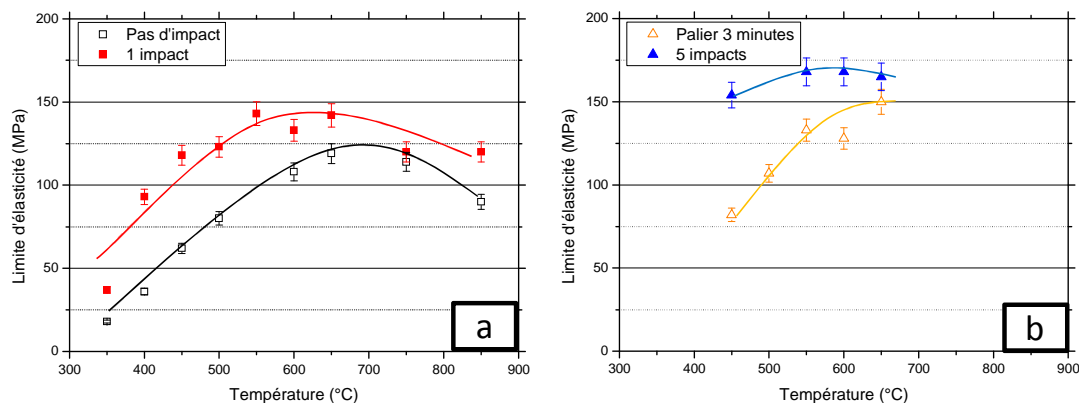 Pas d'impact
1 impact
200
150
100
50
0
Limite d'élasticité (MPa)
300 400 500 600 700 800 900
Température (°C)
a
Palier 3 minutes
5 impacts
200
150
100
50
0
Limite d'élasticité (MPa)
300 400 500 600 700 800 900
Température (°C)
b